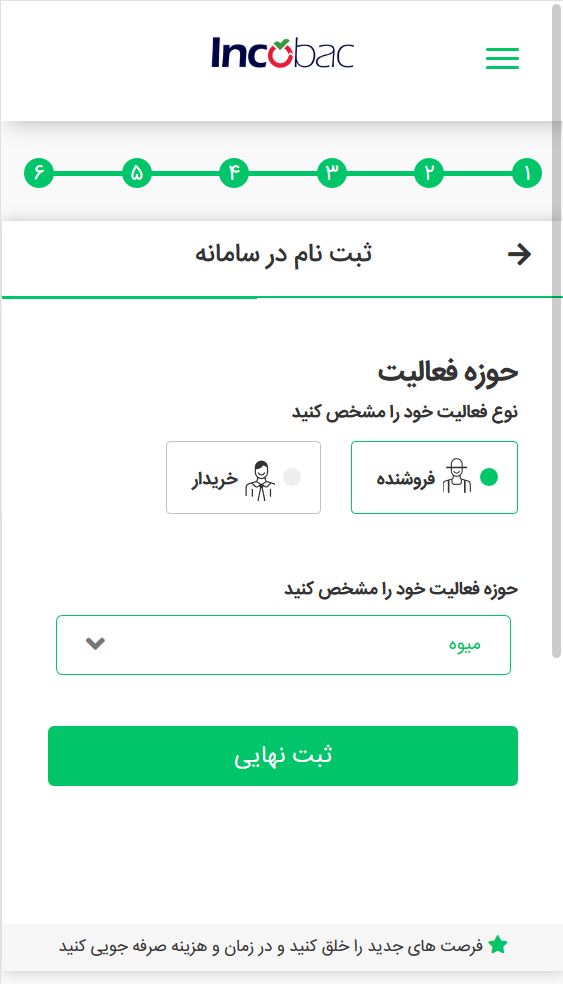 Incobac
۱ ۲ ۳ ۴ ۵ ۶
ثبت نام در سامانه
حوزه فعالیت
نوع فعالیت خود را مشخص کنید
فروشنده خریدار
حوزه فعالیت خود را مشخص کنید
میوه
ثبت نهایی
فرصت های جدید را خلق کنید و در زمان و هزینه صرفه جویی کنید